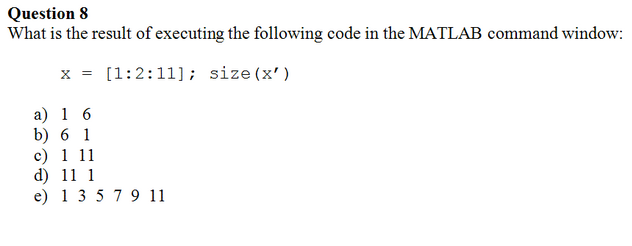 Question 8
What is the result of executing the following code in the MATLAB command window:
x = [1:2:11]; size(x')
a) 1 6
b) 6 1
c) 1 11
d) 11 1
e) 1 3 5 7 9 11